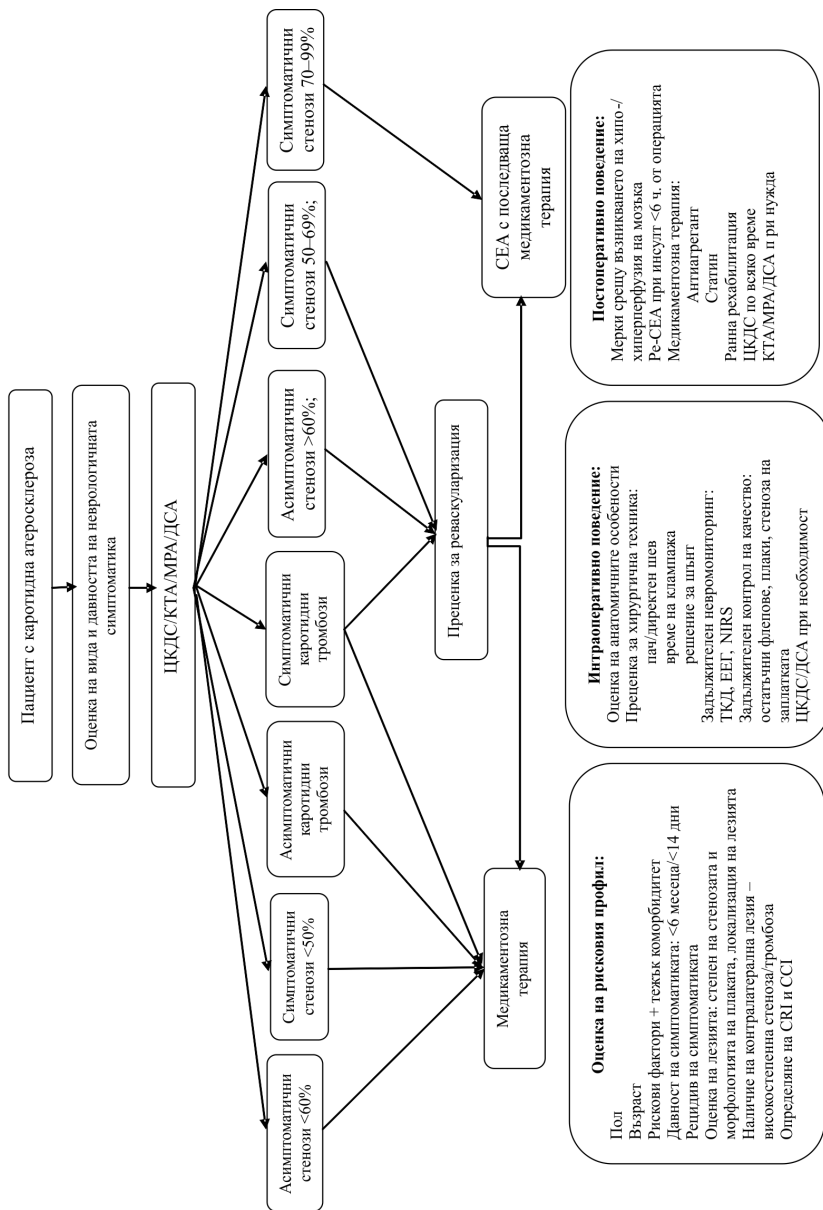 Пациент с каротидна атеросклероза
Оценка на вида и давността на неврологичната
симптоматика
ЦКДС/КТА/МРА/ДСА
Асимптоматични
стенози <60%
Симптоматични
стенози <50%
Асимптоматични
каротидни
тромбози
Симптоматични
каротидни
тромбози
Асимптоматични
стенози >60%;
Симптоматични
стенози 50–69%;
Симптоматични
стенози 70–99%
Медикаментозна
терапия
Преценка за реваскуларизация
СЕА с последваща
медикаментозна
терапия
Оценка на рисковия профил:
Пол
Възраст
Рискови фактори + тежък коморбидитет
Давност на симптоматиката: <6 месеца/<14 дни
Рецидив на симптоматиката
Оценка на лезията: степен на стенозата и
морфологията на плаката, локализация на лезията
Наличие на контралатерална лезия –
високостепенна стеноза/тромбоза
Определяне на CRI и CCI
Интраоперативно поведение:
Оценка на анатомичните особености
Преценка за хирургична техника:
пач/директен шев
време на клампажа
решение за шънт
Задължителен невромониторинг:
ТКД, ЕЕГ, NIRS
Задължителен контрол на качество:
остатъчни флепове, плаки, стеноза на
заплатката
ЦКДС/ДСА при необходимост
Постоперативно поведение:
Мерки срещу възникването на хипо-/
хиперперфузия на мозъка
Ре-СЕА при инсулт <6 ч. от операцията
Медикаментозна терапия:
Антиагрегант
Статин
Ранна рехабилитация
ЦКДС по всяко време
КТА/МРА/ДСА п ри нужда